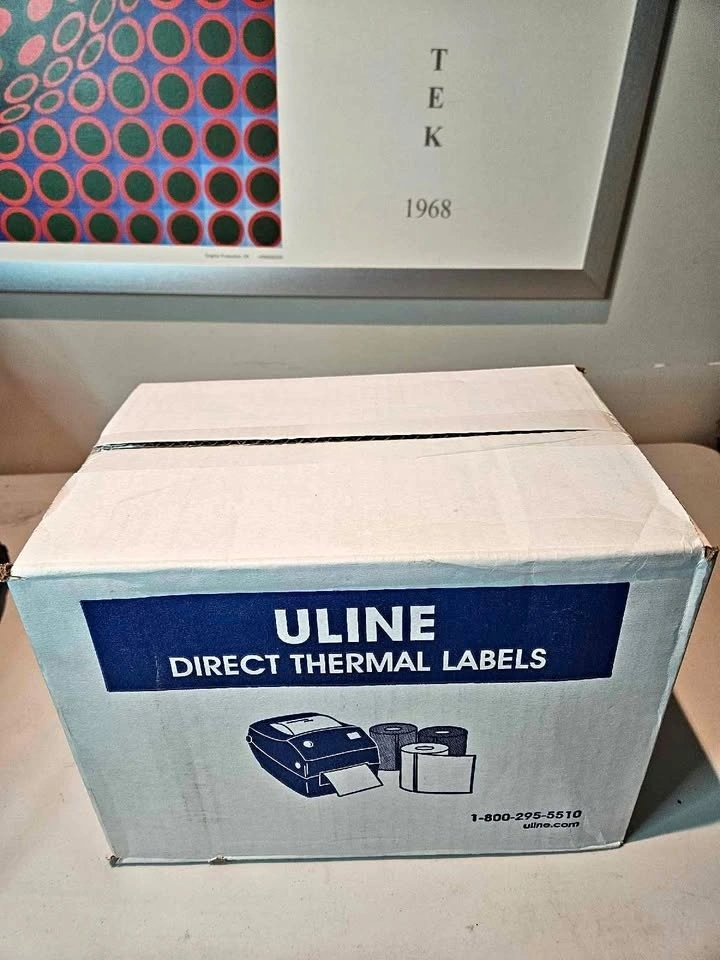 T
E
K
1968
ULINE
DIRECT THERMAL LABELS
1-800-295-5510
uline.com